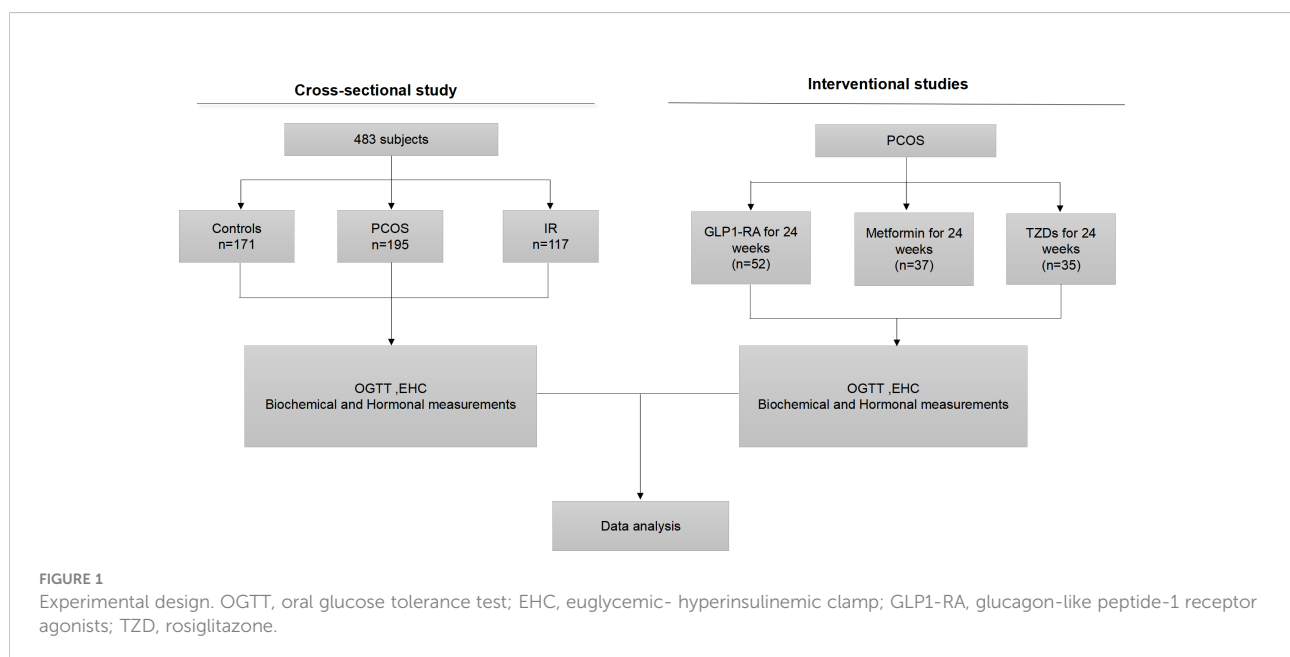 Cross-sectional study
483 subjects
Controls
n=171
PCOS
n=195
IR
n=117
OGTT ,EHC
Biochemical and Hormonal measurements
Interventional studies
PCOS
GLP1-RA for 24
weeks
(n=52)
Metformin for 24
weeks
(n=37)
TZDs for 24
weeks
(n=35)
OGTT ,EHC
Biochemical and Hormonal measurements
Data analysis
FIGURE 1
Experimental design. OGTT, oral glucose tolerance test; EHC, euglycemic- hyperinsulinemic clamp; GLP1-RA, glucagon-like peptide-1 receptor
agonists; TZD, rosiglitazone.